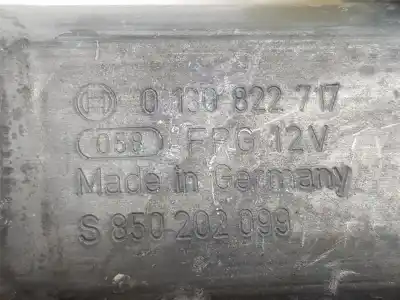 0 130 822 717
059 FPG 12V
Made in Germany
S 850 202 099